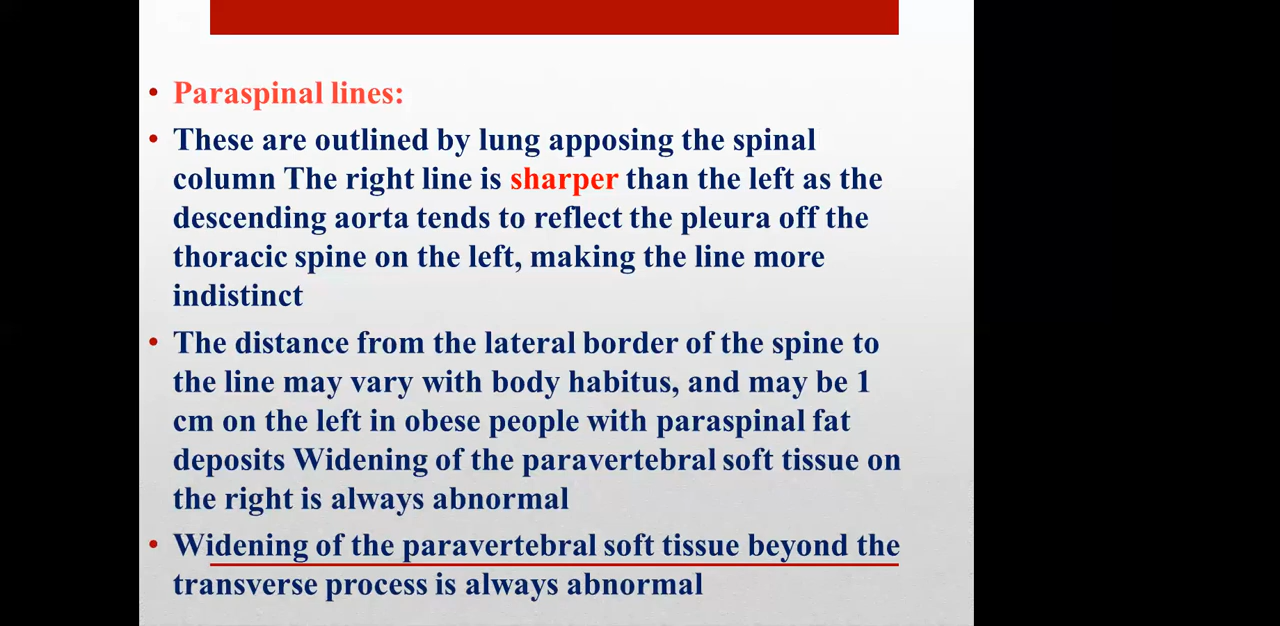 • Paraspinal lines:
• These are outlined by lung apposing the spinal
column The right line is sharper than the left as the
descending aorta tends to reflect the pleura off the
thoracic spine on the left, making the line more
indistinct
• The distance from the lateral border of the spine to
the line may vary with body habitus, and may be 1
cm on the left in obese people with paraspinal fat
deposits Widening of the paravertebral soft tissue on
the right is always abnormal
• Widening of the paravertebral soft tissue beyond the
transverse process is always abnormal